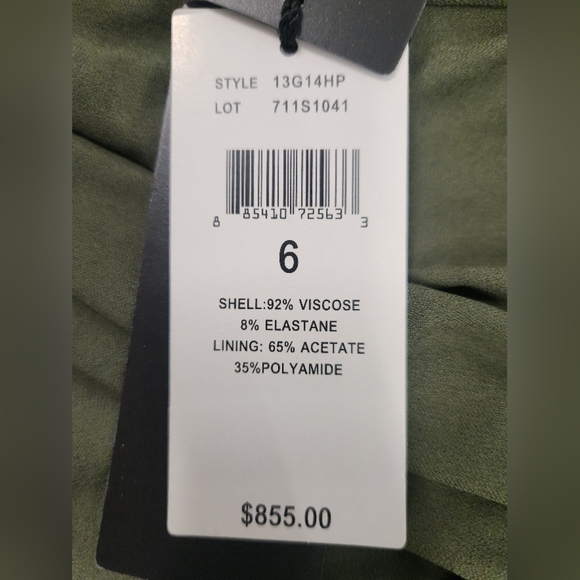 STYLE 13G14HP
LOT 711S1041
8 85410 72563 3
6
SHELL:92% VISCOSE
8% ELASTANE
LINING: 65% ACETATE
35%POLYAMIDE
$855.00